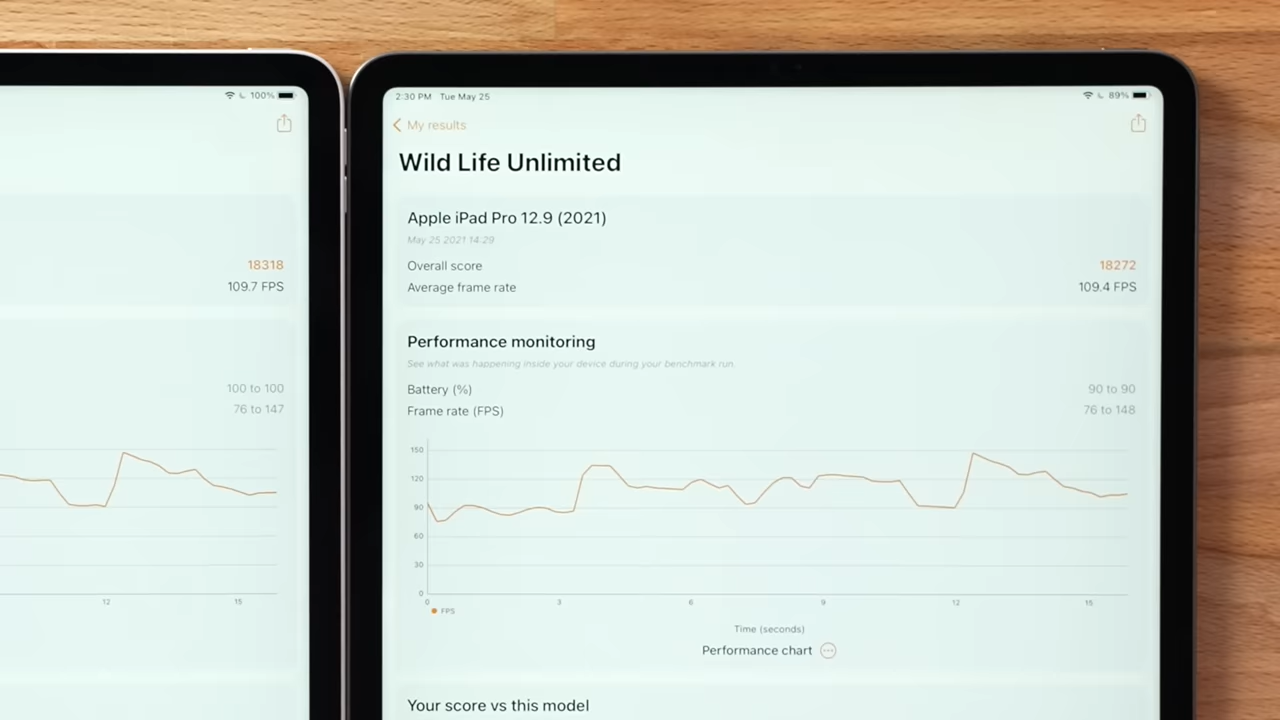 100%
18318
109.7 FPS
100 to 100
76 to 147
12 15
2:30 PM Tue May 25
89%
My results
Wild Life Unlimited
Apple iPad Pro 12.9 (2021)
May 25 2021 14:29
Overall score 18272
Average frame rate 109.4 FPS
Performance monitoring
See what was happening inside your device during your benchmark run.
Battery (%) 90 to 90
Frame rate (FPS) 76 to 148
150
120
90
60
30
0
0 3 6 9 12 15
FPS
Time (seconds)
Performance chart
Your score vs this model